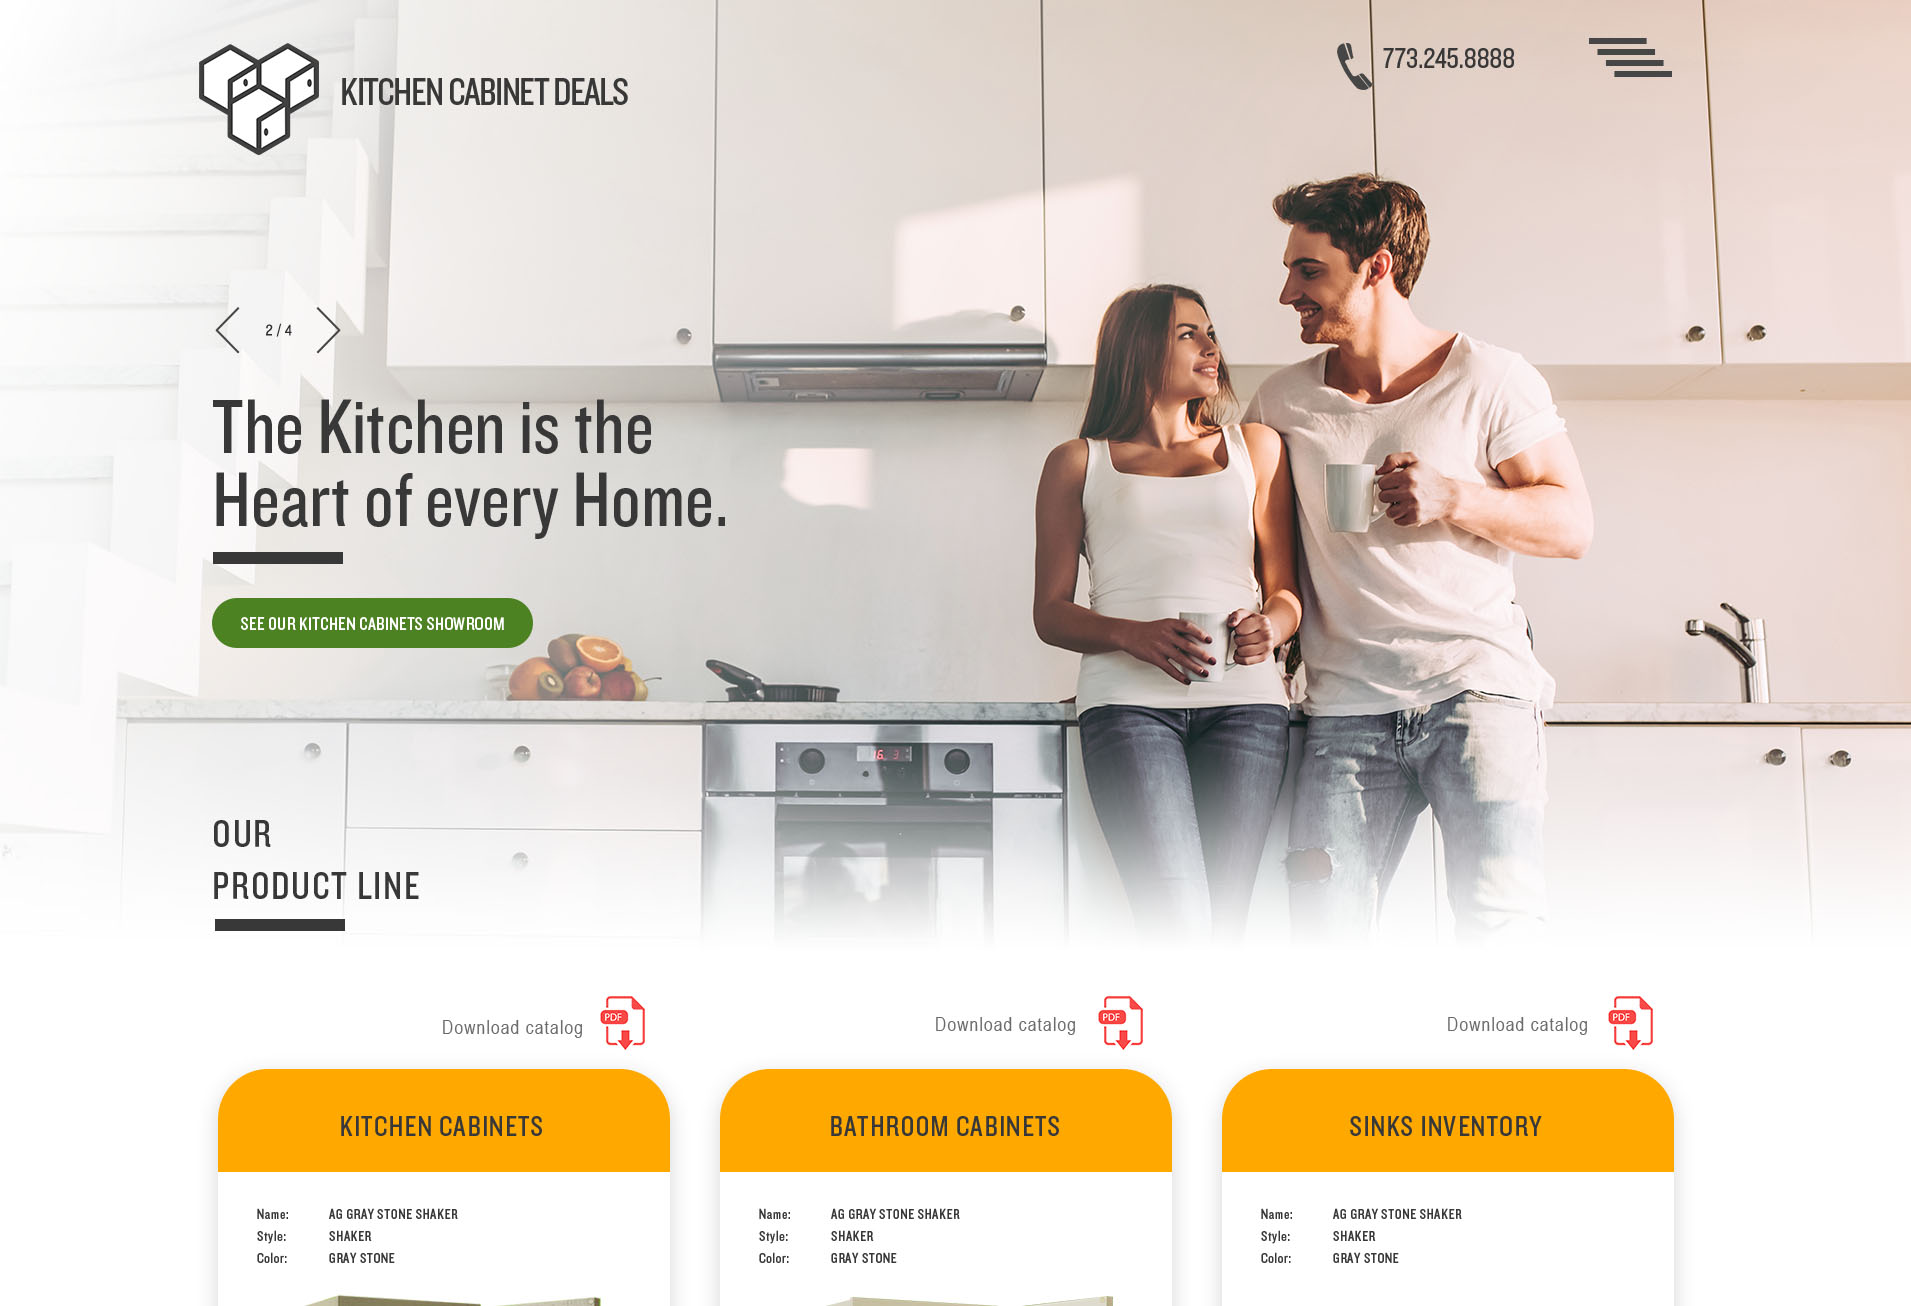 KITCHEN CABINET DEALS
773.245.8888
2 / 4
The Kitchen is the
Heart of every Home.
SEE OUR KITCHEN CABINETS SHOWROOM
OUR
PRODUCT LINE
Download catalog PDF
Download catalog PDF
Download catalog PDF
KITCHEN CABINETS
Name: AG GRAY STONE SHAKER
Style: SHAKER
Color: GRAY STONE
BATHROOM CABINETS
Name: AG GRAY STONE SHAKER
Style: SHAKER
Color: GRAY STONE
SINKS INVENTORY
Name: AG GRAY STONE SHAKER
Style: SHAKER
Color: GRAY STONE